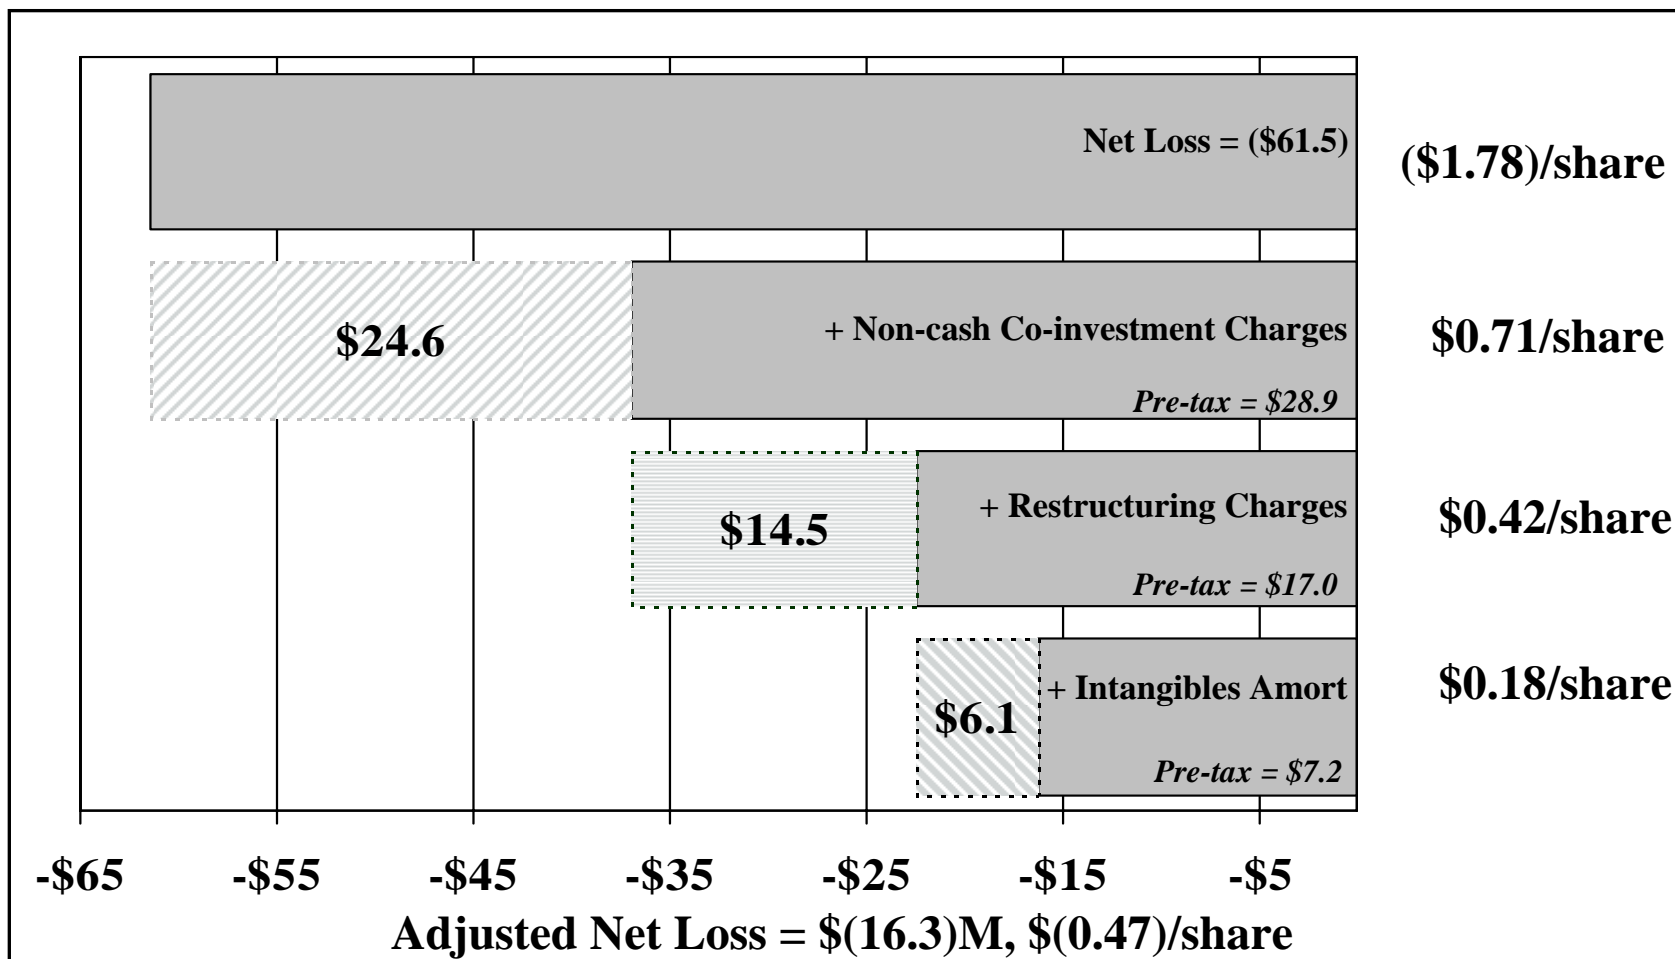 Net Loss = ($61.5)
($1.78)/share
$24.6
+ Non-cash Co-investment Charges
Pre-tax = $28.9
$0.71/share
$14.5
+ Restructuring Charges
Pre-tax = $17.0
$0.42/share
$6.1
+ Intangibles Amort
Pre-tax = $7.2
$0.18/share
-$65 -$55 -$45 -$35 -$25 -$15 -$5
Adjusted Net Loss = $(16.3)M, $(0.47)/share